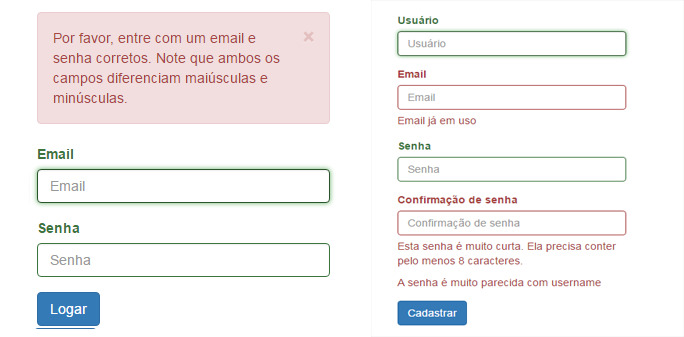 Por favor, entre com um email e
senha corretos. Note que ambos os
campos diferenciam maiúsculas e
minúsculas.
×
Email
Email
Senha
Senha
Logar
Usuário
Usuário
Email
Email
Email já em uso
Senha
Senha
Confirmação de senha
Confirmação de senha
Esta senha é muito curta. Ela precisa conter
pelo menos 8 caracteres.
A senha é muito parecida com username
Cadastrar